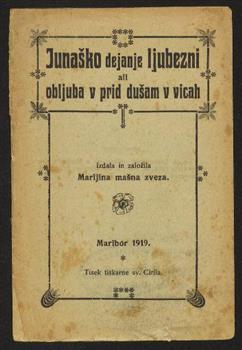 Junaško dejanje ljubezni
ali
obljuba v prid dušam v vicah
izdala in založila
Marijina mašna zveza.
Maribor 1919.
Tisek tiskarne sv. Cirila.